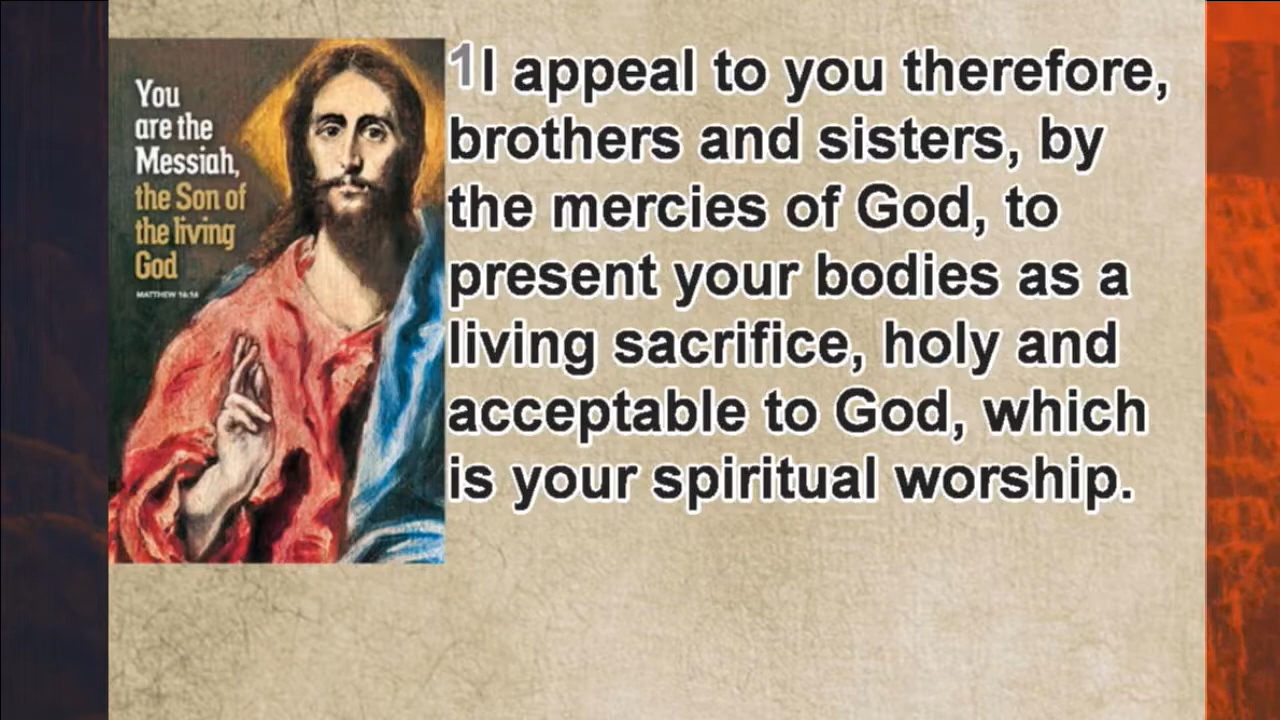 You
are the
Messiah,
the Son of
the living
God
MATTHEW 16:16
1I appeal to you therefore,
brothers and sisters, by
the mercies of God, to
present your bodies as a
living sacrifice, holy and
acceptable to God, which
is your spiritual worship.